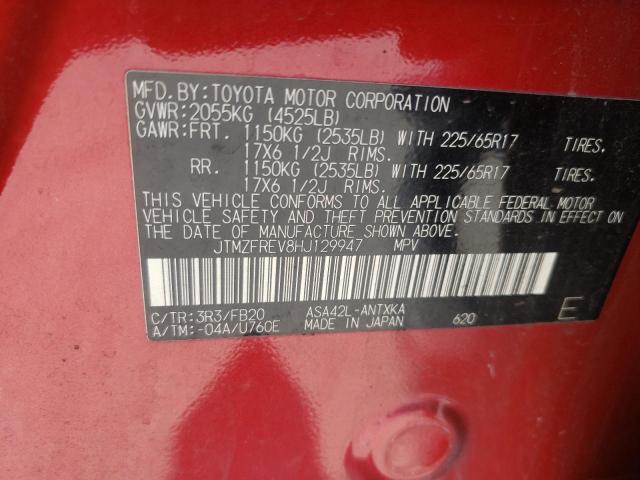 MFD. BY: TOYOTA MOTOR CORPORATION
GVWR: 2055KG (4525LB)
GAWR: FRT. 1150KG (2535LB) WITH 225/65R17 TIRES.
17X6 1/2J RIMS.
RR. 1150KG (2535LB) WITH 225/65R17 TIRES.
17X6 1/2J RIMS.
THIS VEHICLE CONFORMS TO ALL APPLICABLE FEDERAL MOTOR
VEHICLE SAFETY AND THEFT PREVENTION STANDARDS IN EFFECT ON
THE DATE OF MANUFACTURE SHOWN ABOVE.
JTMZFREV8HJ129947 MPV
C/TR: 3R3/FB20 ASA42L-ANTXKA
A/TM: -04A/U760E MADE IN JAPAN 620 E